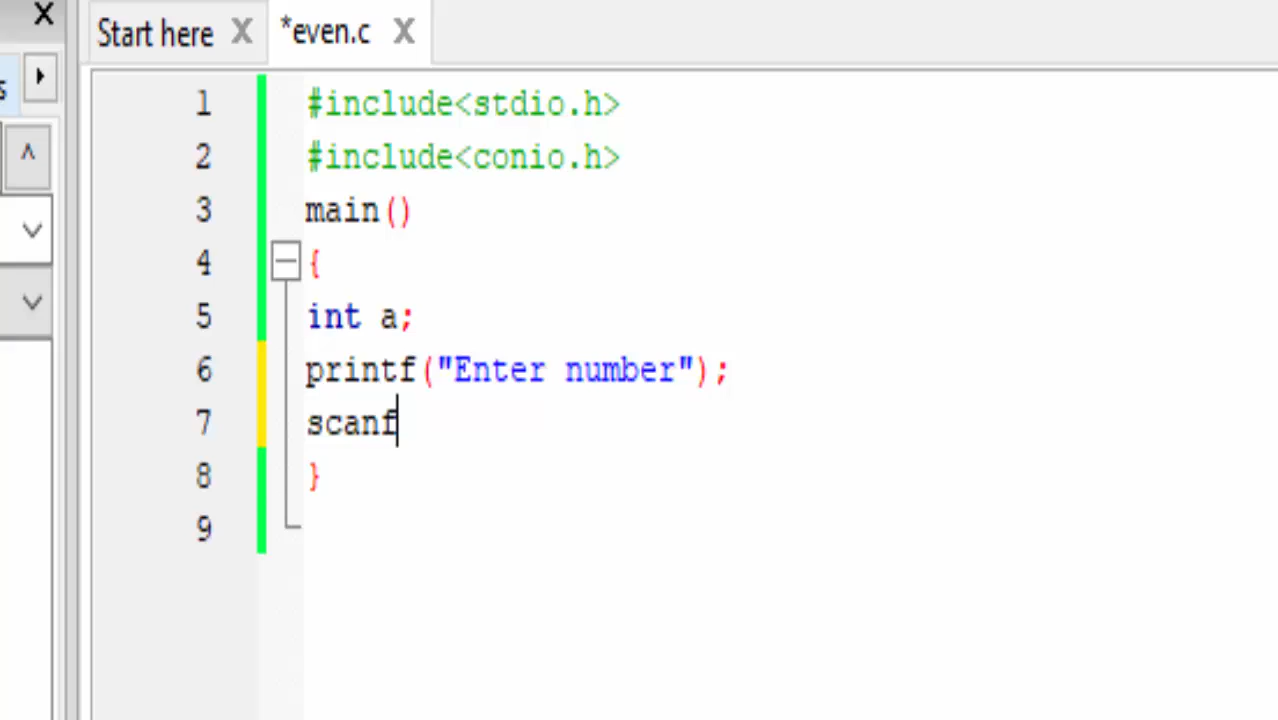 Start here X *even.c X
1 #include<stdio.h>
2 #include<conio.h>
3 main()
4 {
5 int a;
6 printf("Enter number");
7 scanf
8 }
9